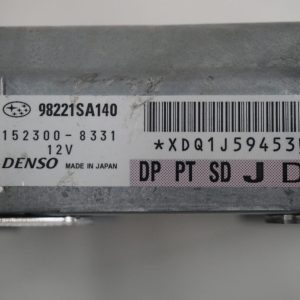 98221SA140
152300-8331
12V
*XDQ1J59453
DENSO MADE IN JAPAN
DP PT SD J D